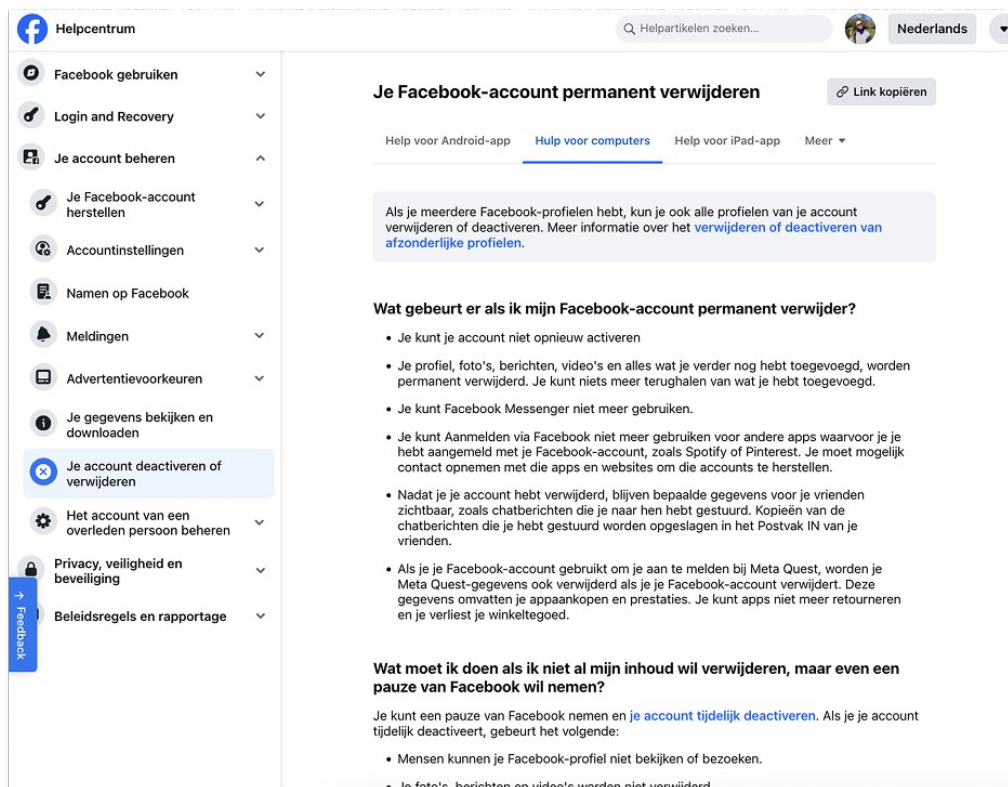 Helpcentrum
Helpartikelen zoeken...
Nederlands
Facebook gebruiken
Login and Recovery
Je account beheren
Je Facebook-account
herstellen
Accountinstellingen
Namen op Facebook
Meldingen
Advertentievoorkeuren
Je gegevens bekijken en
downloaden
Je account deactiveren of
verwijderen
Het account van een
overleden persoon beheren
Privacy, veiligheid en
beveiliging
Beleidsregels en rapportage
→ Feedback
Je Facebook-account permanent verwijderen
Link kopiëren
Help voor Android-app
Hulp voor computers
Help voor iPad-app
Meer
Als je meerdere Facebook-profielen hebt, kun je ook alle profielen van je account
verwijderen of deactiveren. Meer informatie over het verwijderen of deactiveren van
afzonderlijke profielen.
Wat gebeurt er als ik mijn Facebook-account permanent verwijder?
• Je kunt je account niet opnieuw activeren
• Je profiel, foto's, berichten, video's en alles wat je verder nog hebt toegevoegd, worden
permanent verwijderd. Je kunt niets meer terughalen van wat je hebt toegevoegd.
• Je kunt Facebook Messenger niet meer gebruiken.
• Je kunt Aanmelden via Facebook niet meer gebruiken voor andere apps waarvoor je je
hebt aangemeld met je Facebook-account, zoals Spotify of Pinterest. Je moet mogelijk
contact opnemen met die apps en websites om die accounts te herstellen.
• Nadat je je account hebt verwijderd, blijven bepaalde gegevens voor je vrienden
zichtbaar, zoals chatberichten die je naar hen hebt gestuurd. Kopieën van de
chatberichten die je hebt gestuurd worden opgeslagen in het Postvak IN van je
vrienden.
• Als je je Facebook-account gebruikt om je aan te melden bij Meta Quest, worden je
Meta Quest-gegevens ook verwijderd als je je Facebook-account verwijdert. Deze
gegevens omvatten je appaankopen en prestaties. Je kunt apps niet meer retourneren
en je verliest je winkeltegoed.
Wat moet ik doen als ik niet al mijn inhoud wil verwijderen, maar even een
pauze van Facebook wil nemen?
Je kunt een pauze van Facebook nemen en je account tijdelijk deactiveren. Als je je account
tijdelijk deactiveert, gebeurt het volgende:
• Mensen kunnen je Facebook-profiel niet bekijken of bezoeken.
• Je foto's, berichten en video's worden niet verwijderd.